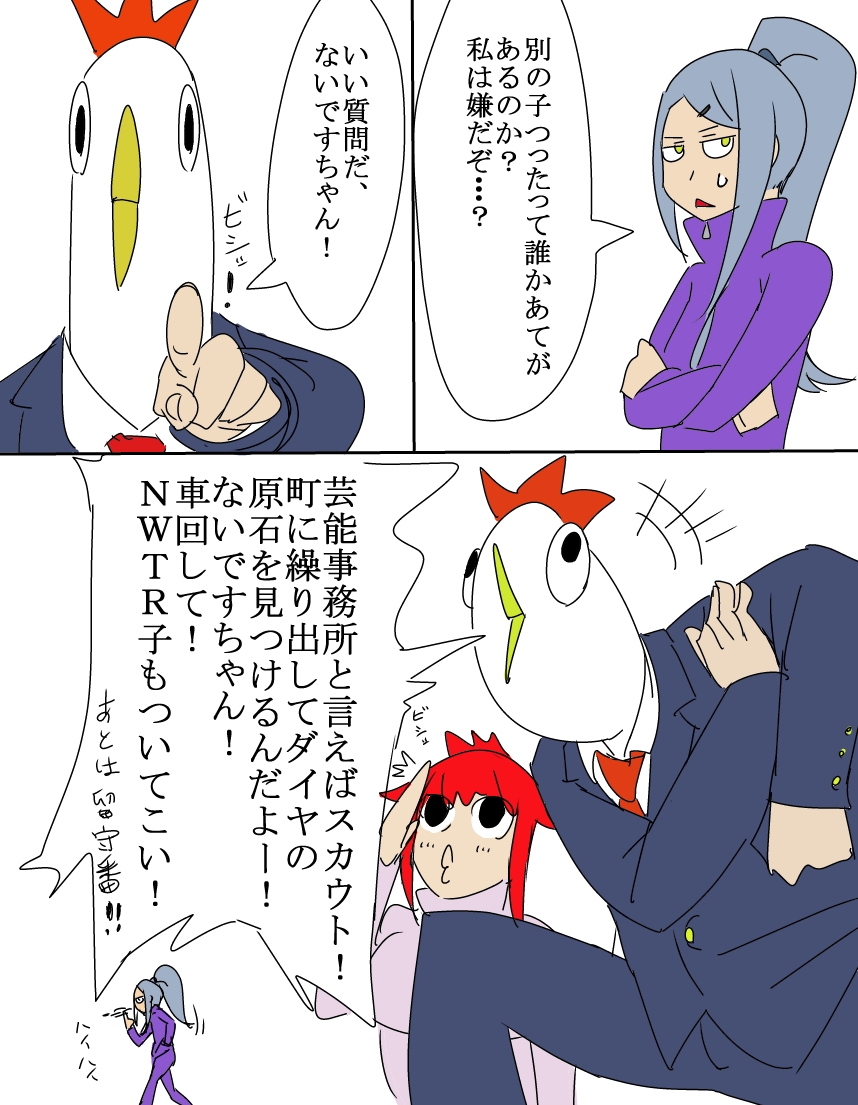 別の子つったって誰かあてが
あるのか？
私は嫌だぞ…？
いい質問だ、
ないですちゃん！
ビシッ！
芸能事務所と言えばスカウト！
町に繰り出してダイヤの
原石を見つけるんだよー！
ないですちゃん！
車回して！
ＮＷＴＲ子もついてこい！
あとは留守番!!
ビシッ
ハイハイ